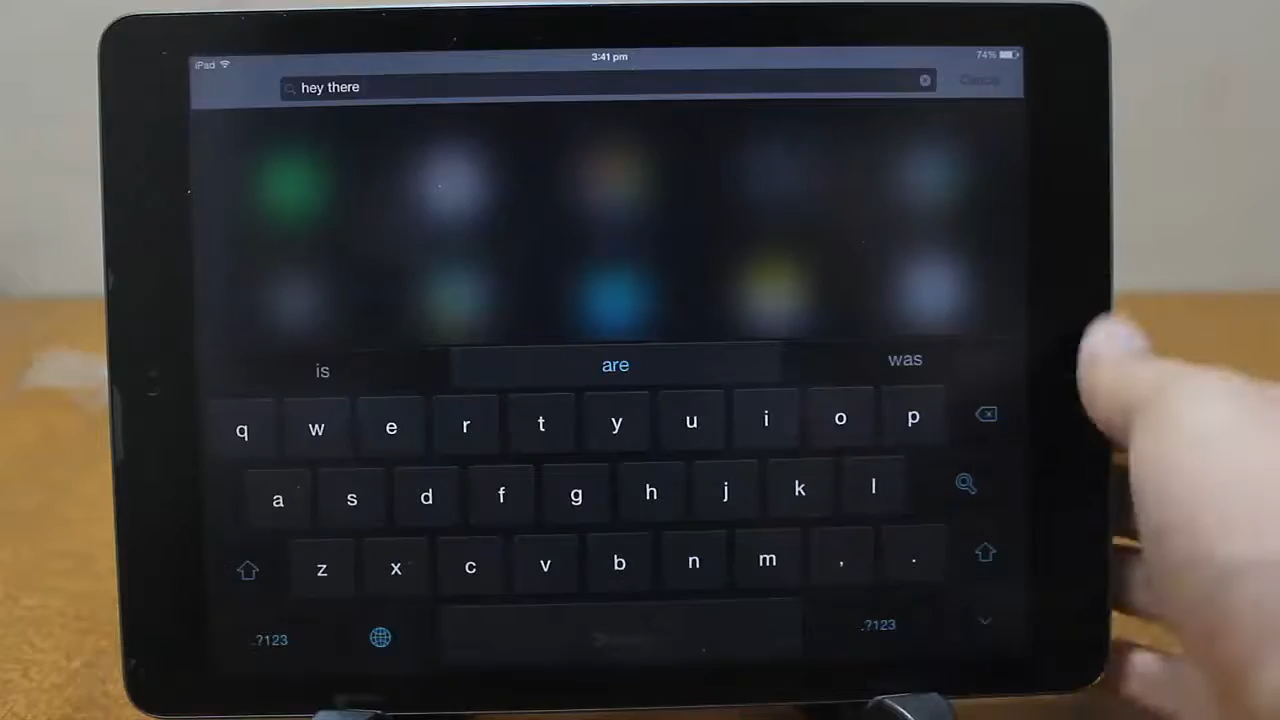 iPad 3:41 pm 74%
hey there Cancel
is are was
q w e r t y u i o p
a s d f g h j k l
z x c v b n m , .
.?123 .?123